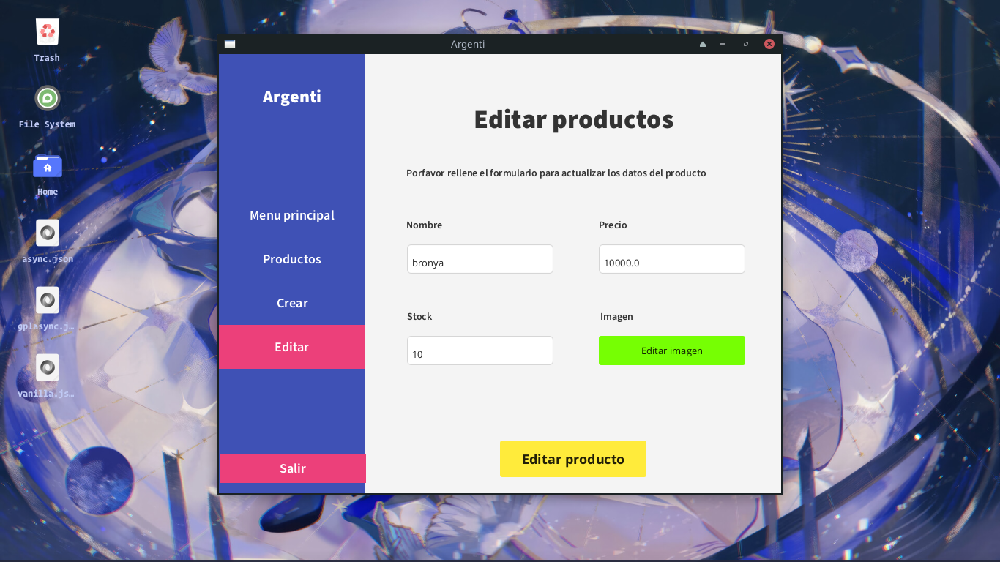 Trash
File System
Home
async.json
gplasync.j…
vanilla.js…
Argenti
Argenti
Menu principal
Productos
Crear
Editar
Salir
Editar productos
Porfavor rellene el formulario para actualizar los datos del producto
Nombre
Precio
bronya
10000.0
Stock
Imagen
10
Editar imagen
Editar producto